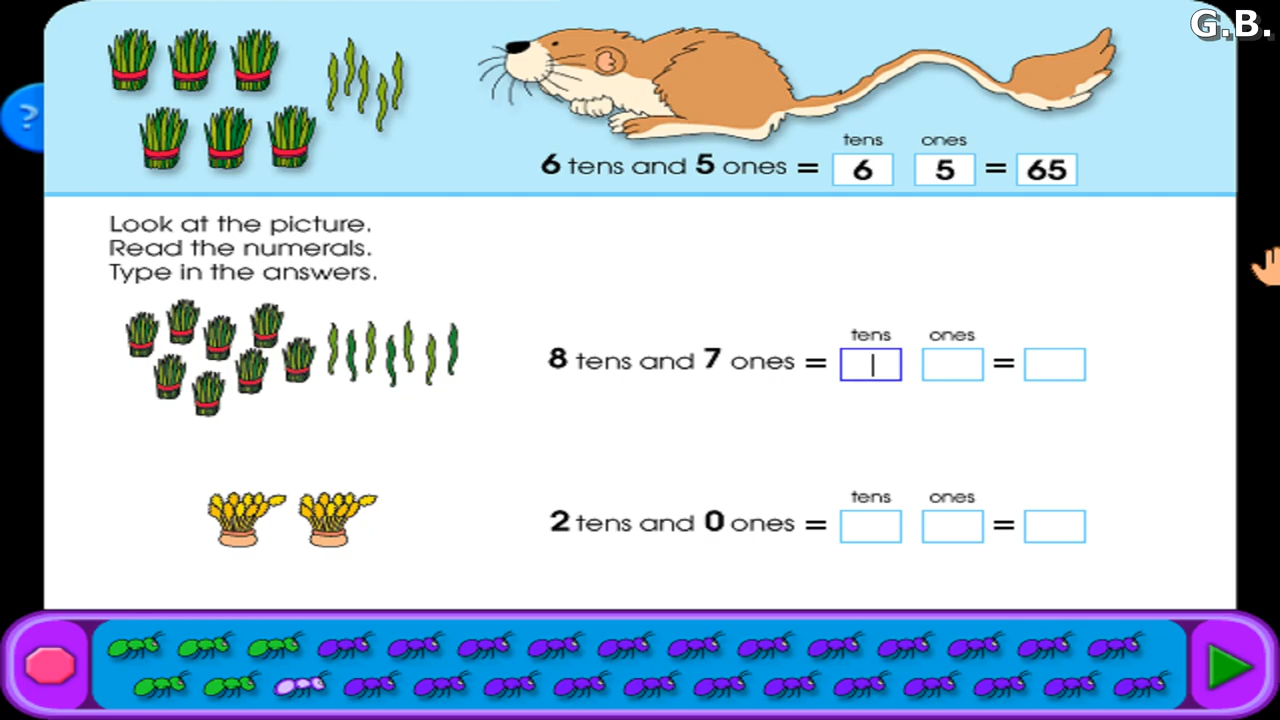 G.B.
?
tens ones
6 tens and 5 ones = 6 5 = 65
Look at the picture.
Read the numerals.
Type in the answers.
tens ones
8 tens and 7 ones = =
tens ones
2 tens and 0 ones = =